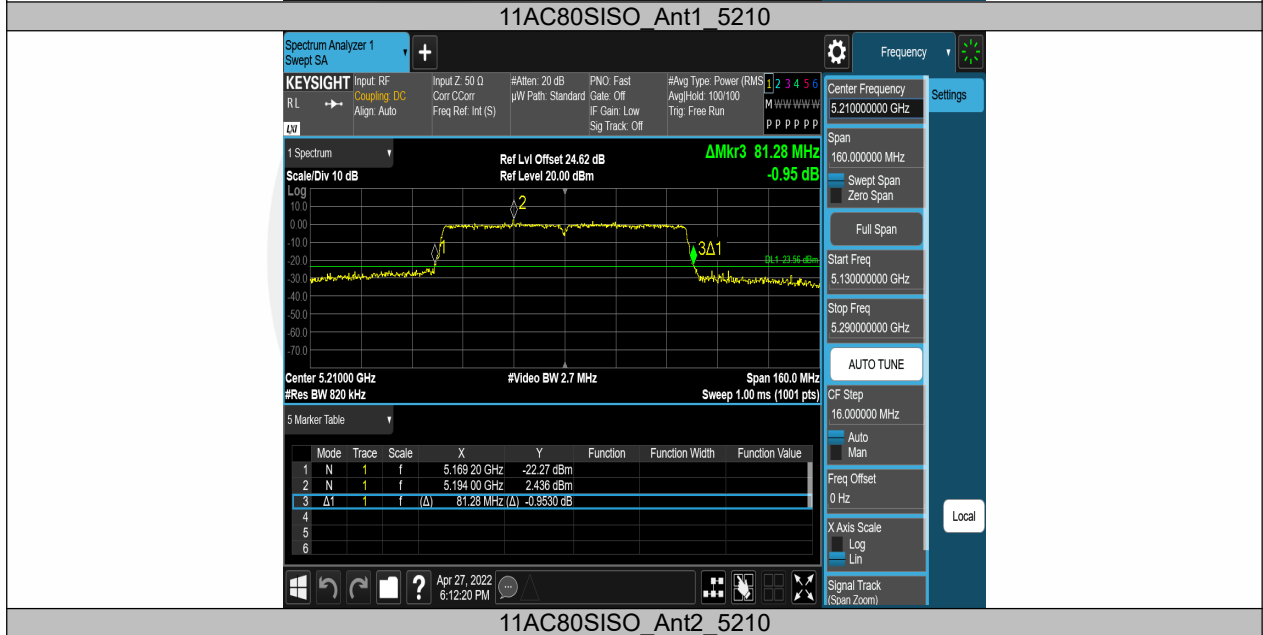 11AC80SISO_Ant1_5210
Spectrum Analyzer 1
Swept SA
+
Frequency
KEYSIGHT
RL
LXI
Input: RF
Coupling: DC
Align: Auto
Input Z: 50 Ω
Corr CCorr
Freq Ref: Int (S)
#Atten: 20 dB
µW Path: Standard
PNO: Fast
Gate: Off
IF Gain: Low
Sig Track: Off
#Avg Type: Power (RMS
Avg|Hold: 100/100
Trig: Free Run
1 2 3 4 5 6
M W W W W W
P P P P P P
Center Frequency
5.210000000 GHz
Settings
Span
160.000000 MHz
Swept Span
Zero Span
Full Span
Start Freq
5.130000000 GHz
Stop Freq
5.290000000 GHz
AUTO TUNE
CF Step
16.000000 MHz
Auto
Man
Freq Offset
0 Hz
X Axis Scale
Log
Lin
Signal Track
(Span Zoom)
Local
1 Spectrum
Scale/Div 10 dB
Ref Lvl Offset 24.62 dB
Ref Level 20.00 dBm
ΔMkr3 81.28 MHz
-0.95 dB
Log
10.0
0.00
-10.0
-20.0
-30.0
-40.0
-50.0
-60.0
-70.0
1
2
3Δ1
DL1 -23.56 dBm
Center 5.21000 GHz
#Video BW 2.7 MHz
Span 160.0 MHz
#Res BW 820 kHz
Sweep 1.00 ms (1001 pts)
5 Marker Table
Mode Trace Scale X Y Function Function Width Function Value
1 N 1 f 5.169 20 GHz -22.27 dBm
2 N 1 f 5.194 00 GHz 2.436 dBm
3 Δ1 1 f (Δ) 81.28 MHz (Δ) -0.9530 dB
4
5
6
?
Apr 27, 2022
6:12:20 PM
11AC80SISO_Ant2_5210